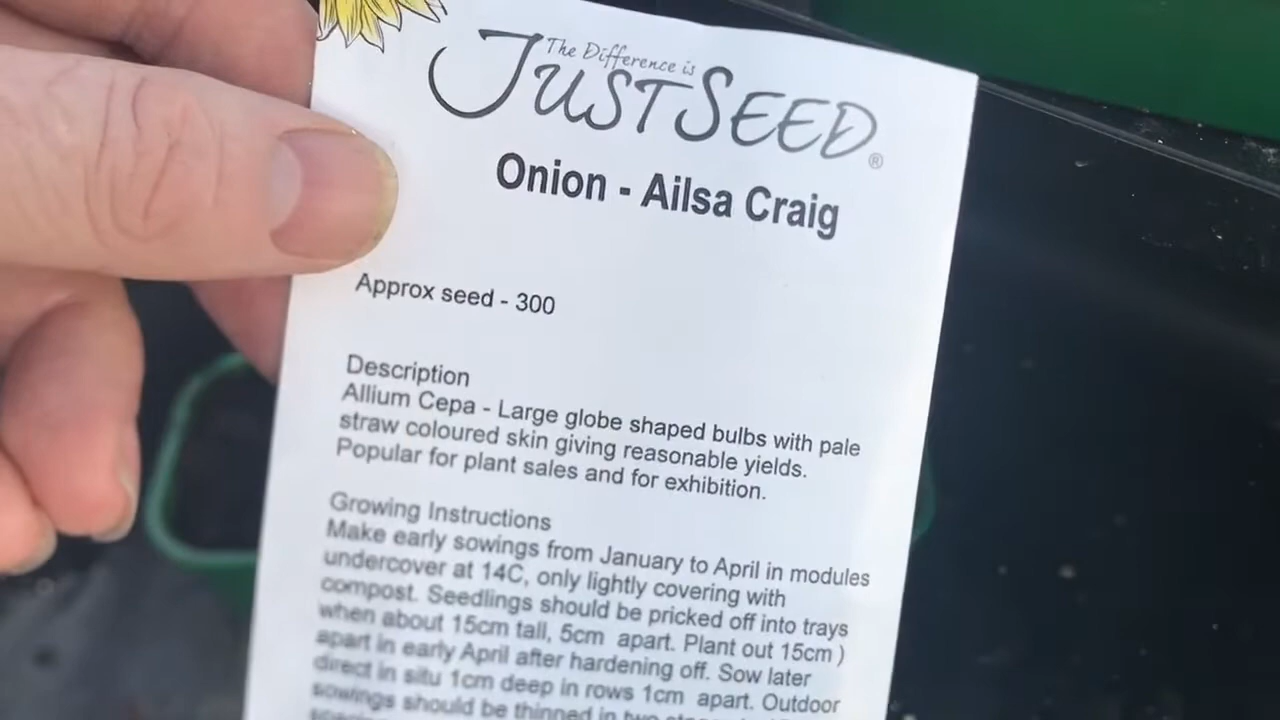 The Difference is
JUSTSEED®
Onion - Ailsa Craig
Approx seed - 300
Description
Allium Cepa - Large globe shaped bulbs with pale
straw coloured skin giving reasonable yields.
Popular for plant sales and for exhibition.
Growing Instructions
Make early sowings from January to April in modules
undercover at 14C, only lightly covering with
compost. Seedlings should be pricked off into trays
when about 15cm tall, 5cm apart. Plant out 15cm )
apart in early April after hardening off. Sow later
direct in situ 1cm deep in rows 1cm apart. Outdoor
sowings should be thinned in two